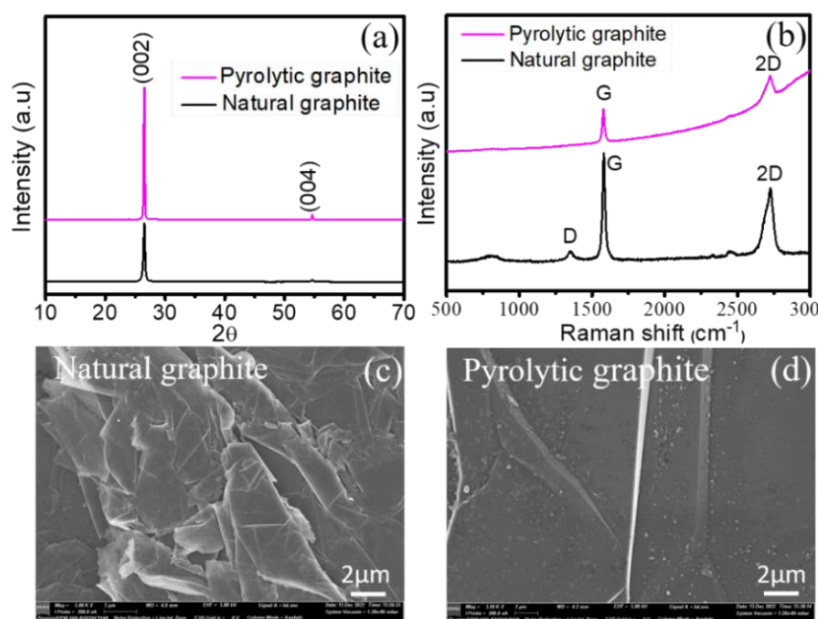 (a)
(002)
Pyrolytic graphite
Natural graphite
(004)
Intensity (a.u)
10 20 30 40 50 60 70
2θ
(b)
Pyrolytic graphite
Natural graphite
2D
G
G
2D
D
Intensity (a.u)
500 1000 1500 2000 2500 300
Raman shift (cm-1)
Natural graphite (c)
2μm
Pyrolytic graphite (d)
2μm